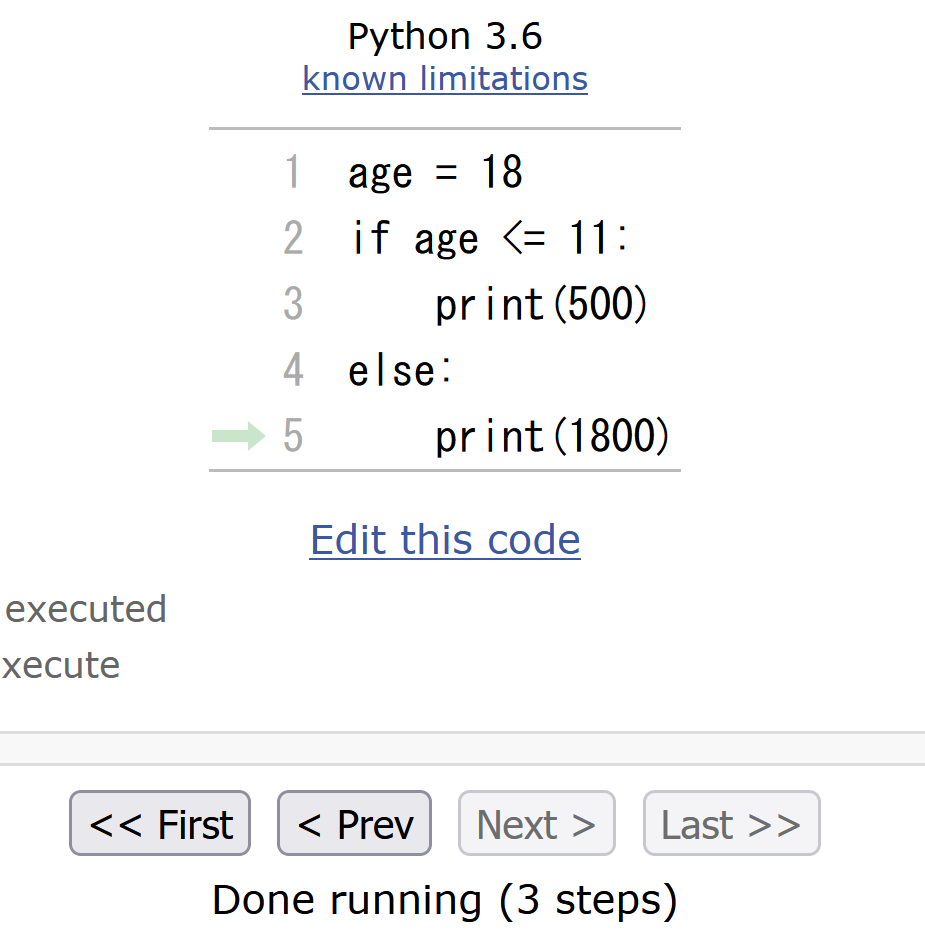 Python 3.6
known limitations
1 age = 18
2 if age <= 11:
3     print(500)
4 else:
5     print(1800)
Edit this code
executed
xecute
<< First < Prev Next > Last >>
Done running (3 steps)